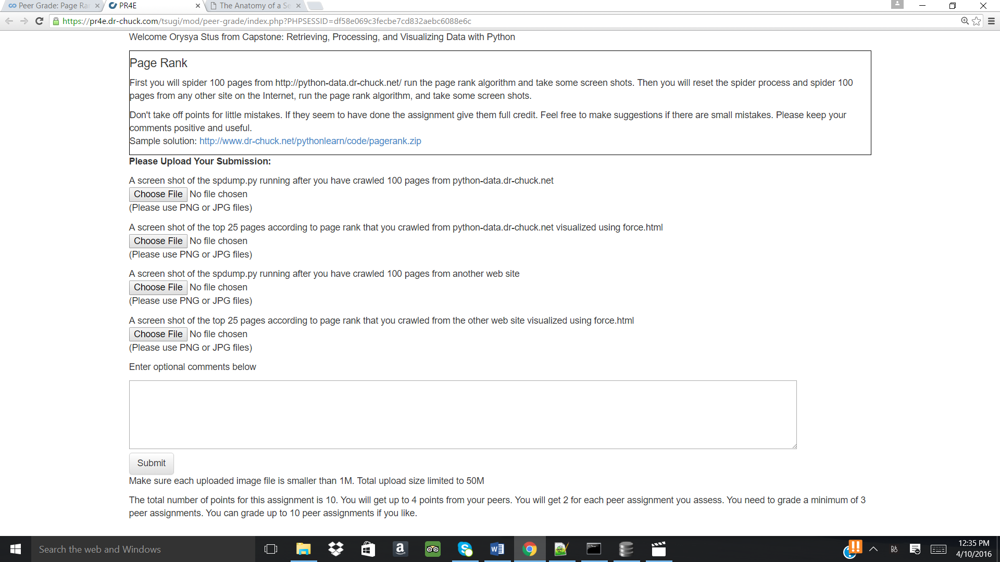 Peer Grade: Page Ra
PR4E
The Anatomy of a Se
https://pr4e.dr-chuck.com/tsugi/mod/peer-grade/index.php?PHPSESSID=df58e069c3fecbe7cd832aebc6088e6c
Welcome Orysya Stus from Capstone: Retrieving, Processing, and Visualizing Data with Python
Page Rank
First you will spider 100 pages from http://python-data.dr-chuck.net/ run the page rank algorithm and take some screen shots. Then you will reset the spider process and spider 100
pages from any other site on the Internet, run the page rank algorithm, and take some screen shots.
Don't take off points for little mistakes. If they seem to have done the assignment give them full credit. Feel free to make suggestions if there are small mistakes. Please keep your
comments positive and useful.
Sample solution: http://www.dr-chuck.net/pythonlearn/code/pagerank.zip
Please Upload Your Submission:
A screen shot of the spdump.py running after you have crawled 100 pages from python-data.dr-chuck.net
Choose File No file chosen
(Please use PNG or JPG files)
A screen shot of the top 25 pages according to page rank that you crawled from python-data.dr-chuck.net visualized using force.html
Choose File No file chosen
(Please use PNG or JPG files)
A screen shot of the spdump.py running after you have crawled 100 pages from another web site
Choose File No file chosen
(Please use PNG or JPG files)
A screen shot of the top 25 pages according to page rank that you crawled from the other web site visualized using force.html
Choose File No file chosen
(Please use PNG or JPG files)
Enter optional comments below
Submit
Make sure each uploaded image file is smaller than 1M. Total upload size limited to 50M
The total number of points for this assignment is 10. You will get up to 4 points from your peers. You will get 2 for each peer assignment you assess. You need to grade a minimum of 3
peer assignments. You can grade up to 10 peer assignments if you like.
Search the web and Windows
12:35 PM
4/10/2016